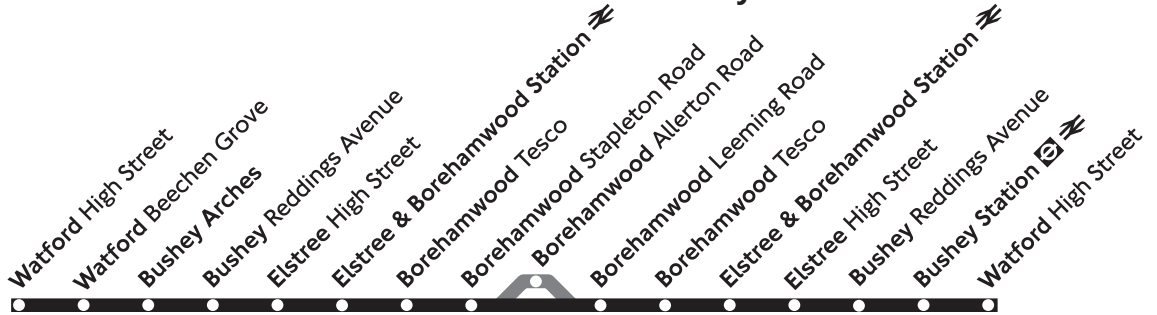 Watford High Street
Watford Beechen Grove
Bushey Arches
Bushey Reddings Avenue
Elstree High Street
Elstree & Borehamwood Station
Borehamwood Tesco
Borehamwood Stapleton Road
Borehamwood Allerton Road
Borehamwood Leeming Road
Borehamwood Tesco
Elstree & Borehamwood Station
Elstree High Street
Bushey Reddings Avenue
Bushey Station
Watford High Street